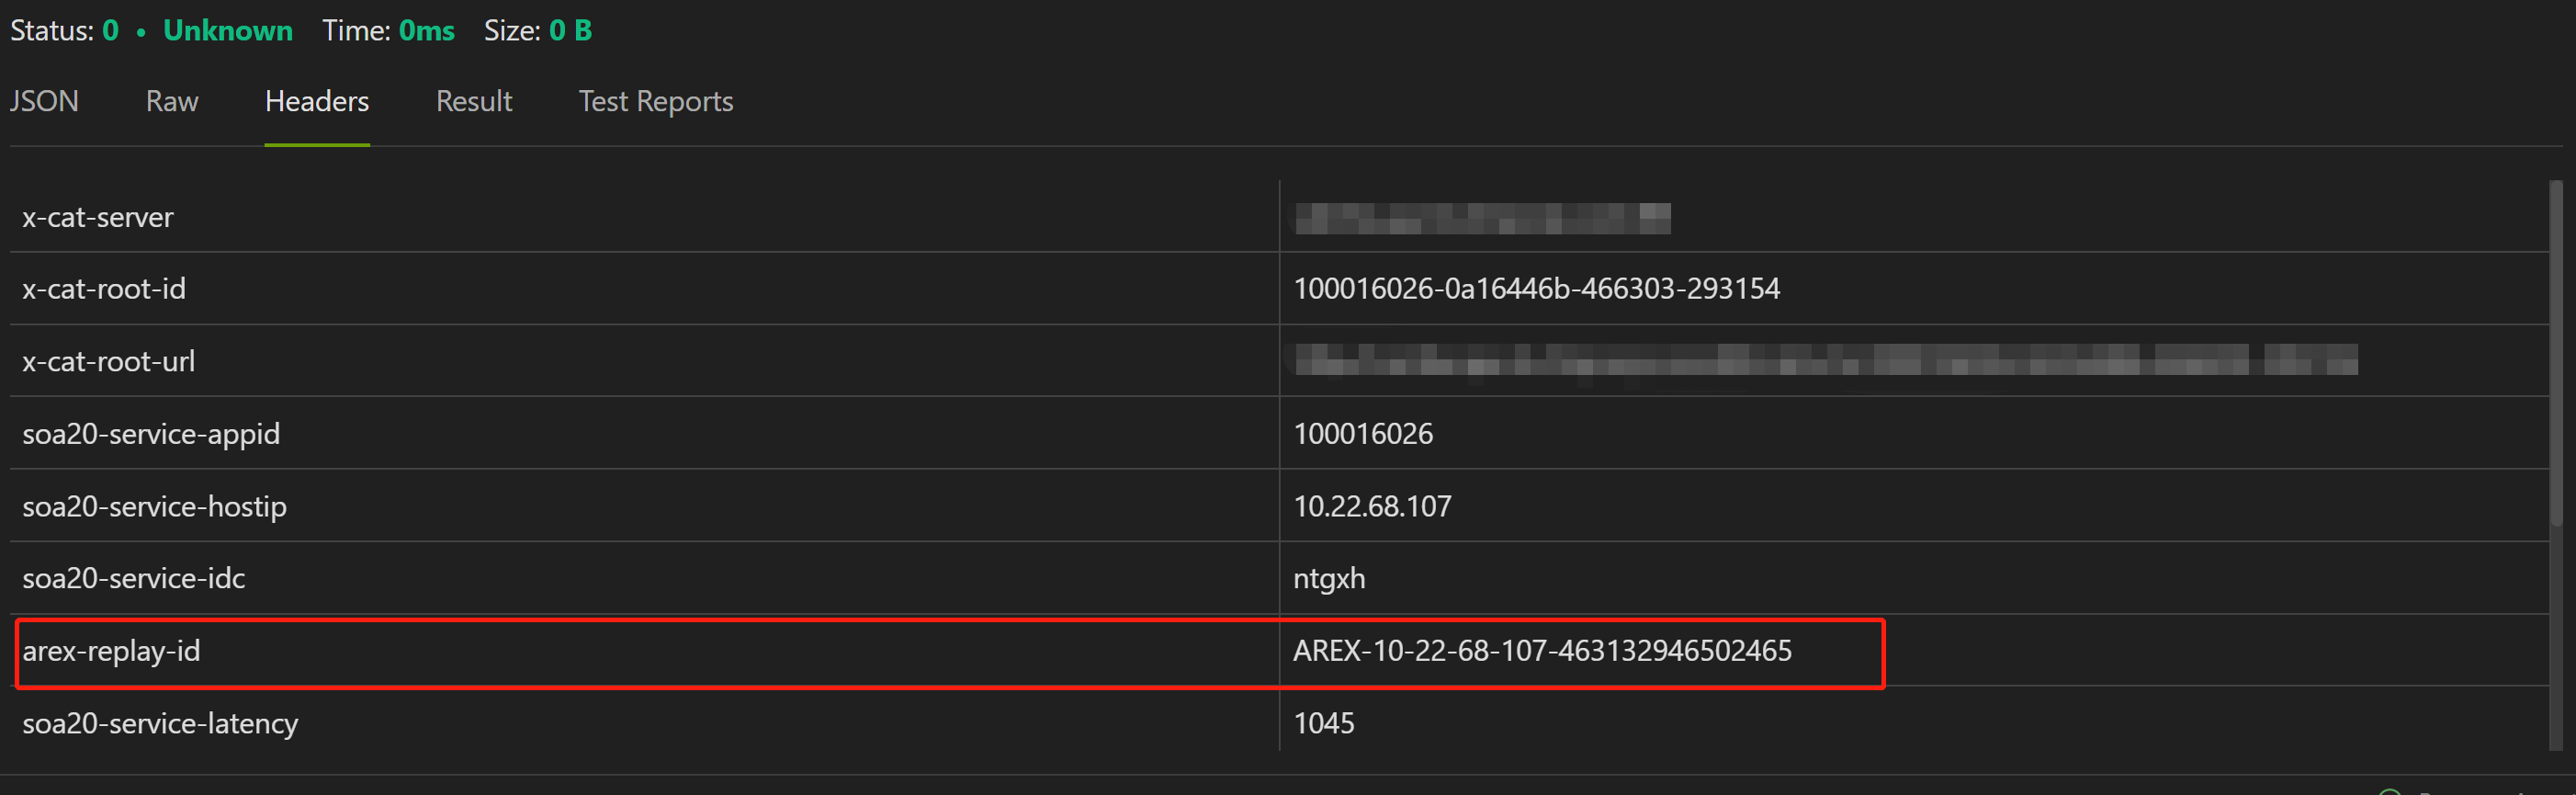 Status: 0 • Unknown Time: 0ms Size: 0 B
JSON Raw Headers Result Test Reports
x-cat-server
x-cat-root-id 100016026-0a16446b-466303-293154
x-cat-root-url
soa20-service-appid 100016026
soa20-service-hostip 10.22.68.107
soa20-service-idc ntgxh
arex-replay-id AREX-10-22-68-107-463132946502465
soa20-service-latency 1045